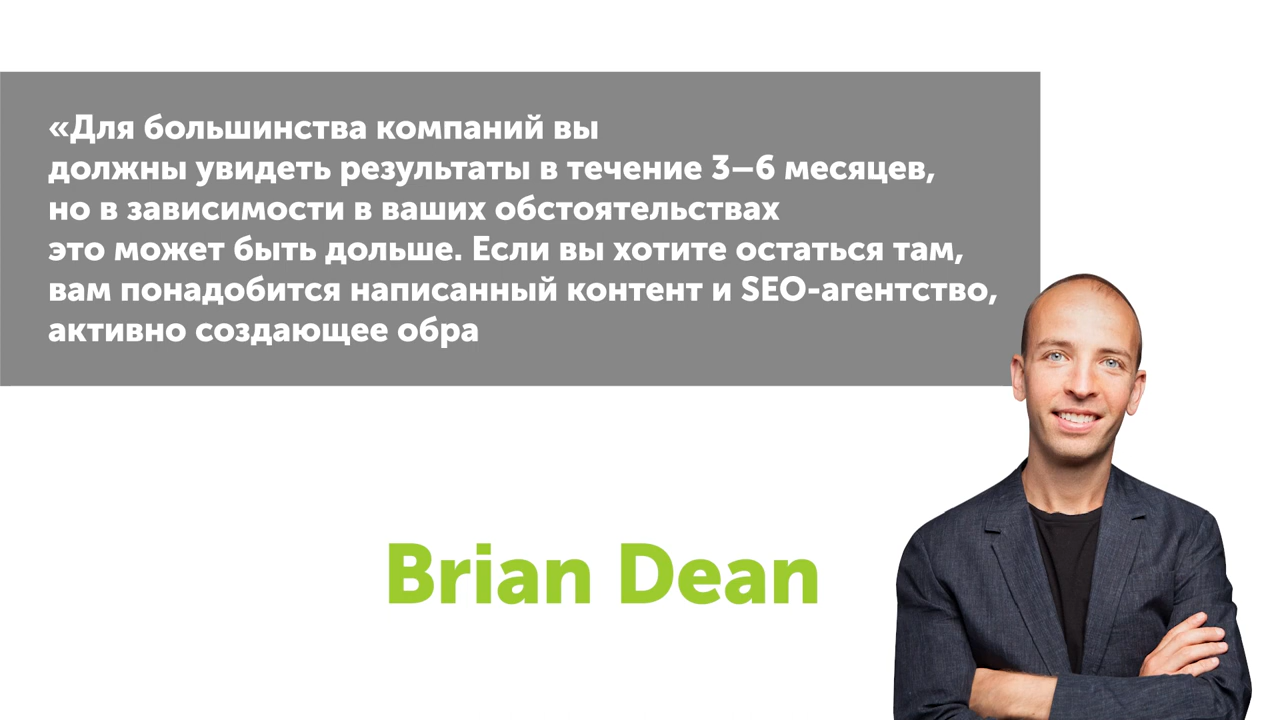 «Для большинства компаний вы
должны увидеть результаты в течение 3–6 месяцев,
но в зависимости в ваших обстоятельствах
это может быть дольше. Если вы хотите остаться там,
вам понадобится написанный контент и SEO-агентство,
активно создающее обра
Brian Dean